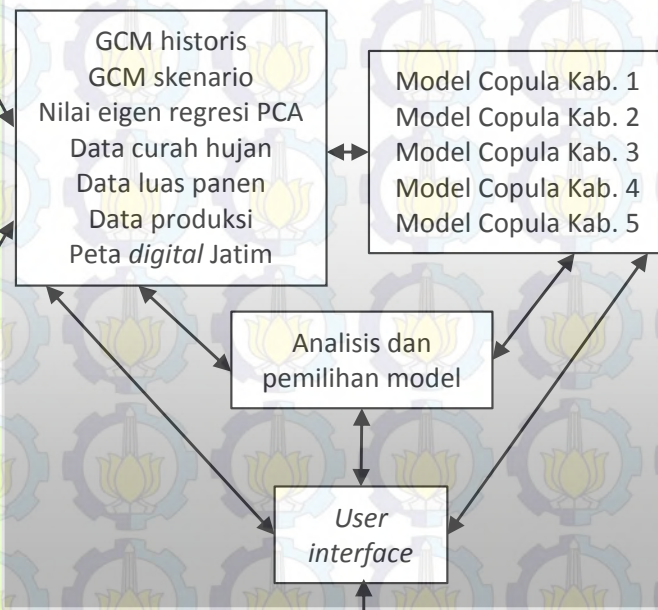 GCM historis
GCM skenario
Nilai eigen regresi PCA
Data curah hujan
Data luas panen
Data produksi
Peta digital Jatim
Model Copula Kab. 1
Model Copula Kab. 2
Model Copula Kab. 3
Model Copula Kab. 4
Model Copula Kab. 5
Analisis dan
pemilihan model
User
interface